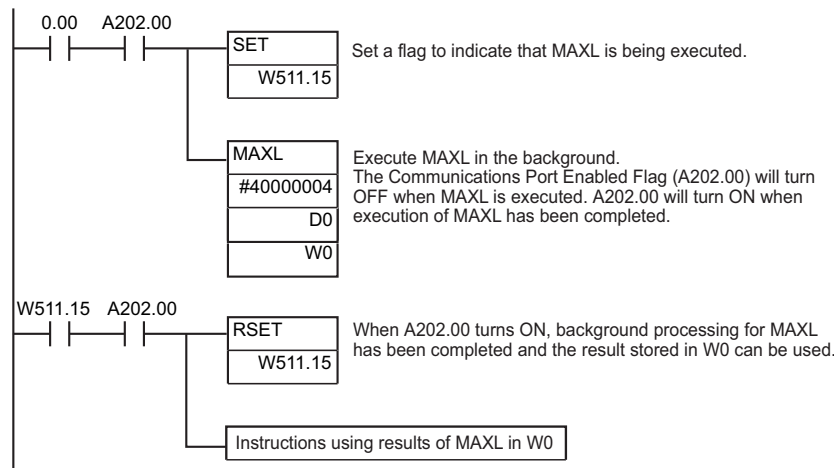 0.00 A202.00
SET
W511.15
Set a flag to indicate that MAXL is being executed.
MAXL
#40000004
D0
W0
Execute MAXL in the background.
The Communications Port Enabled Flag (A202.00) will turn
OFF when MAXL is executed. A202.00 will turn ON when
execution of MAXL has been completed.
W511.15 A202.00
RSET
W511.15
When A202.00 turns ON, background processing for MAXL
has been completed and the result stored in W0 can be used.
Instructions using results of MAXL in W0